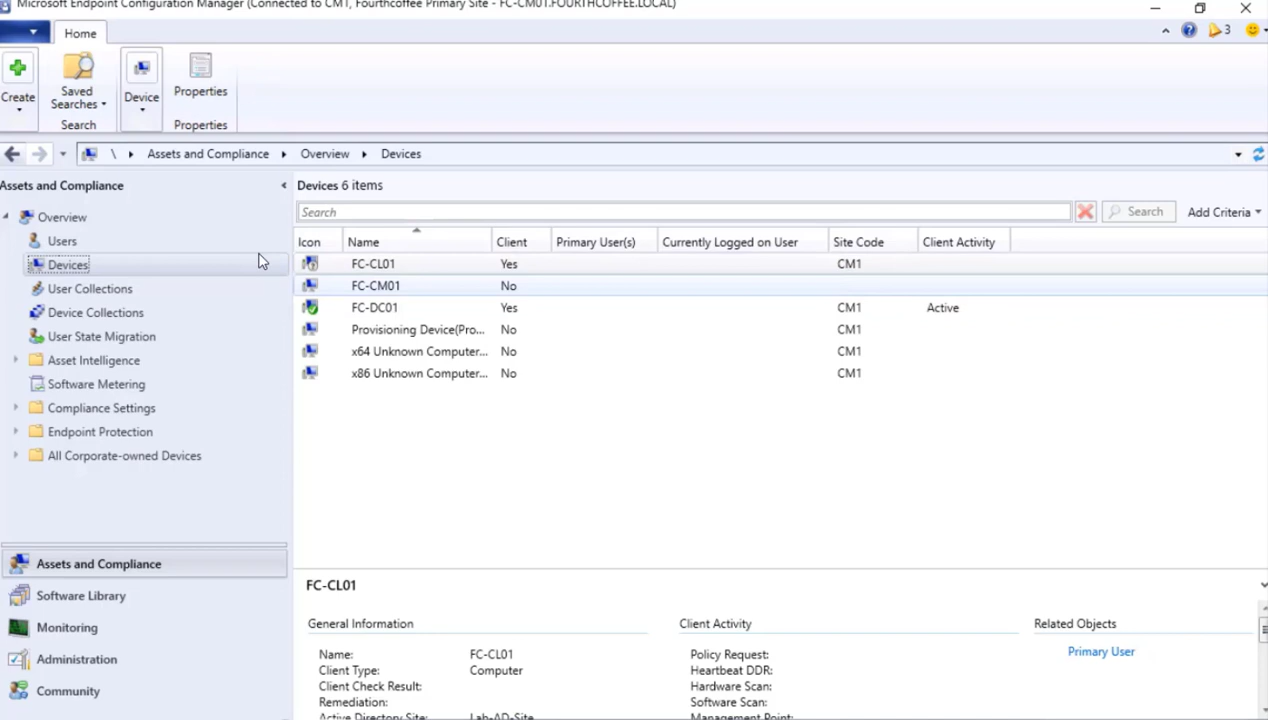 Microsoft Endpoint Configuration Manager (Connected to CM1, Fourthcoffee Primary Site - FC-CM01.FOURTHCOFFEE.LOCAL)
Home
3
Create
Saved Searches
Device
Properties
Search
Properties
\ Assets and Compliance Overview Devices
Assets and Compliance
Overview
Users
Devices
User Collections
Device Collections
User State Migration
Asset Intelligence
Software Metering
Compliance Settings
Endpoint Protection
All Corporate-owned Devices
Assets and Compliance
Software Library
Monitoring
Administration
Community
Devices 6 items
Search
Search
Add Criteria
Icon Name Client Primary User(s) Currently Logged on User Site Code Client Activity
FC-CL01 Yes CM1
FC-CM01 No
FC-DC01 Yes CM1 Active
Provisioning Device(Pro... No CM1
x64 Unknown Computer... No CM1
x86 Unknown Computer... No CM1
FC-CL01
General Information
Name: FC-CL01
Client Type: Computer
Client Check Result:
Remediation:
Active Directory Site: Lab-AD-Site
Client Activity
Policy Request:
Heartbeat DDR:
Hardware Scan:
Software Scan:
Management Point:
Related Objects
Primary User